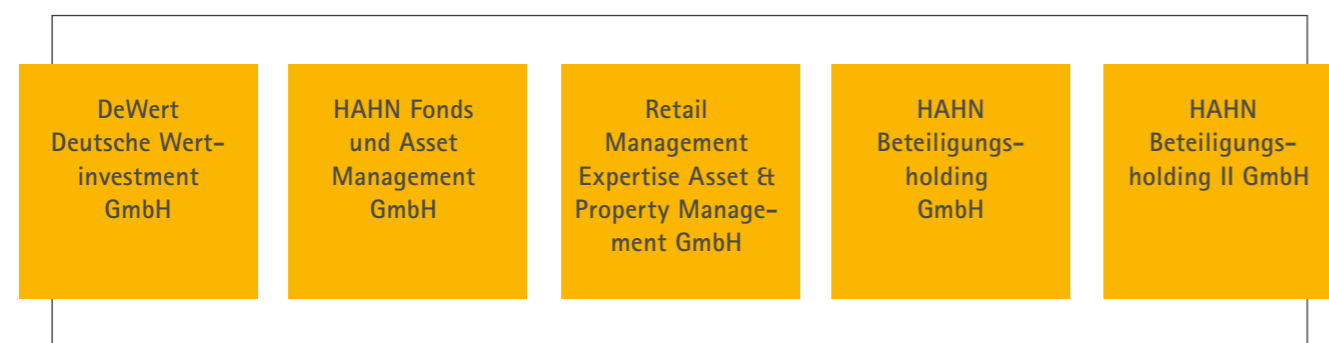 DeWert
Deutsche Wert-
investment
GmbH
HAHN Fonds
und Asset
Management
GmbH
Retail
Management
Expertise Asset &
Property Manage-
ment GmbH
HAHN
Beteiligungs-
holding
GmbH
HAHN
Beteiligungs-
holding II GmbH